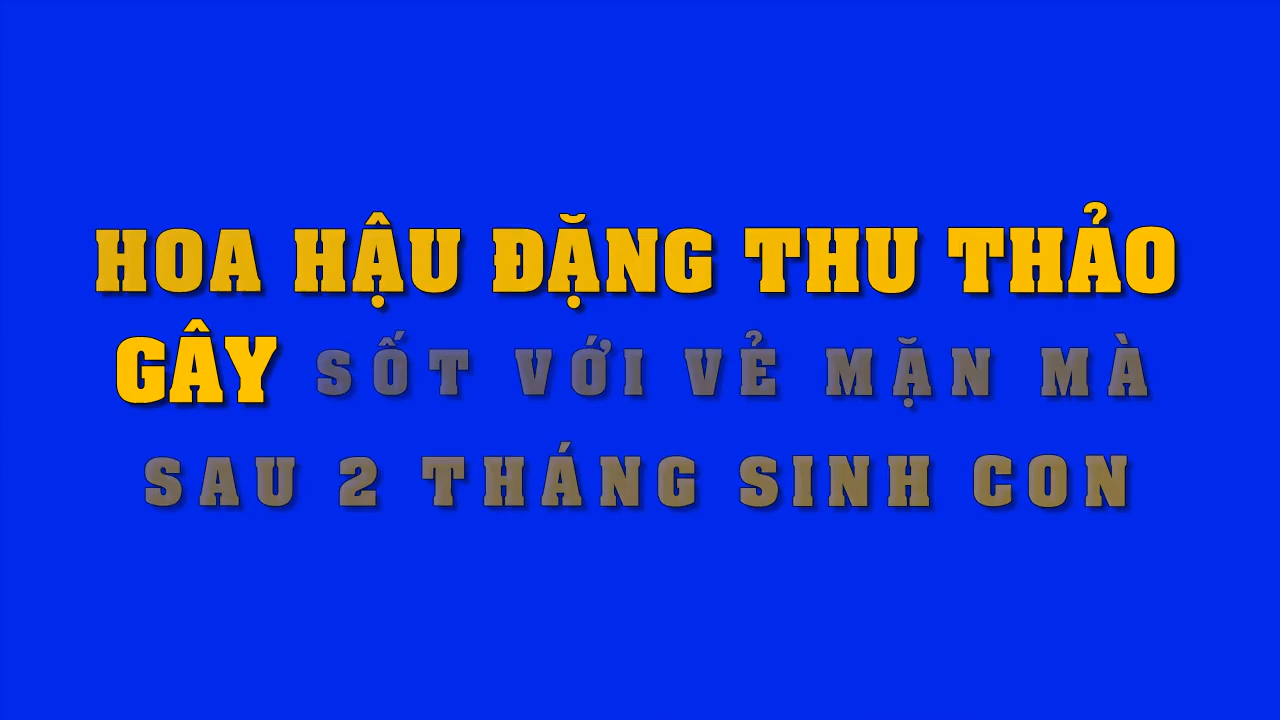 HOA HẬU ĐẶNG THU THẢO
GÂY SỐT VỚI VẺ MẶN MÀ
SAU 2 THÁNG SINH CON